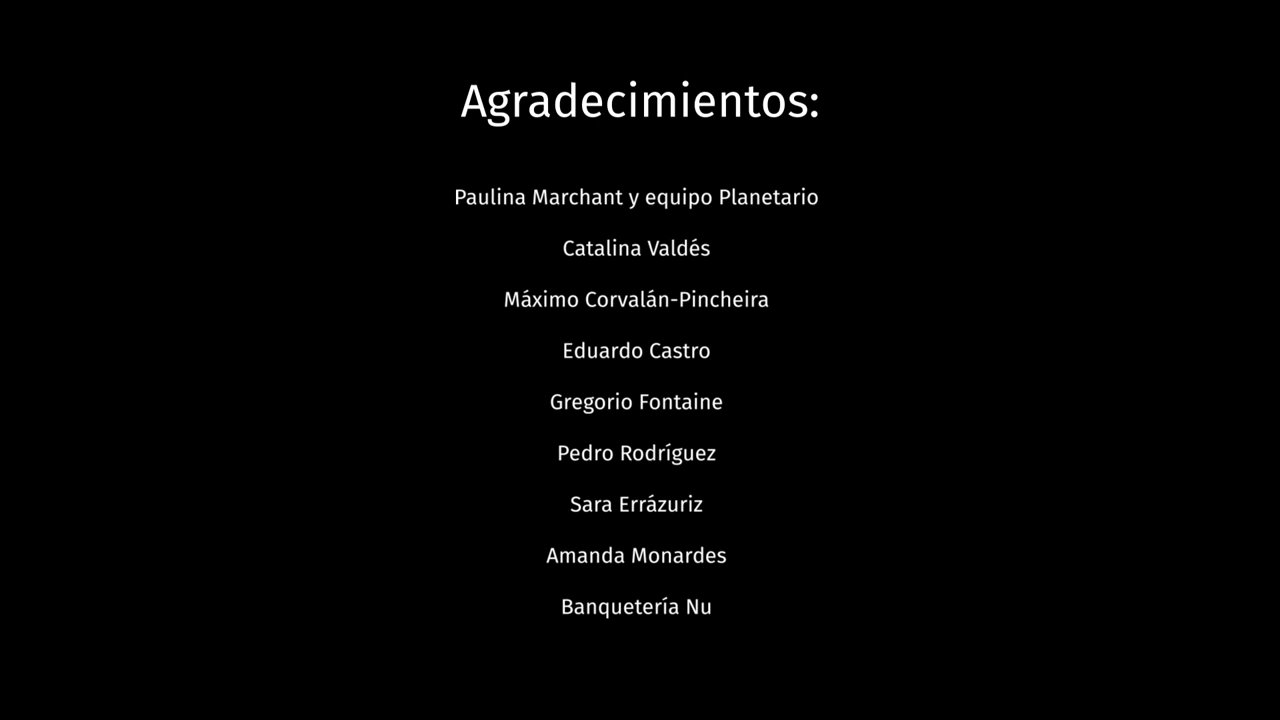 Agradecimientos:
Paulina Marchant y equipo Planetario
Catalina Valdés
Máximo Corvalán-Pincheira
Eduardo Castro
Gregorio Fontaine
Pedro Rodríguez
Sara Errázuriz
Amanda Monardes
Banquetería Nu